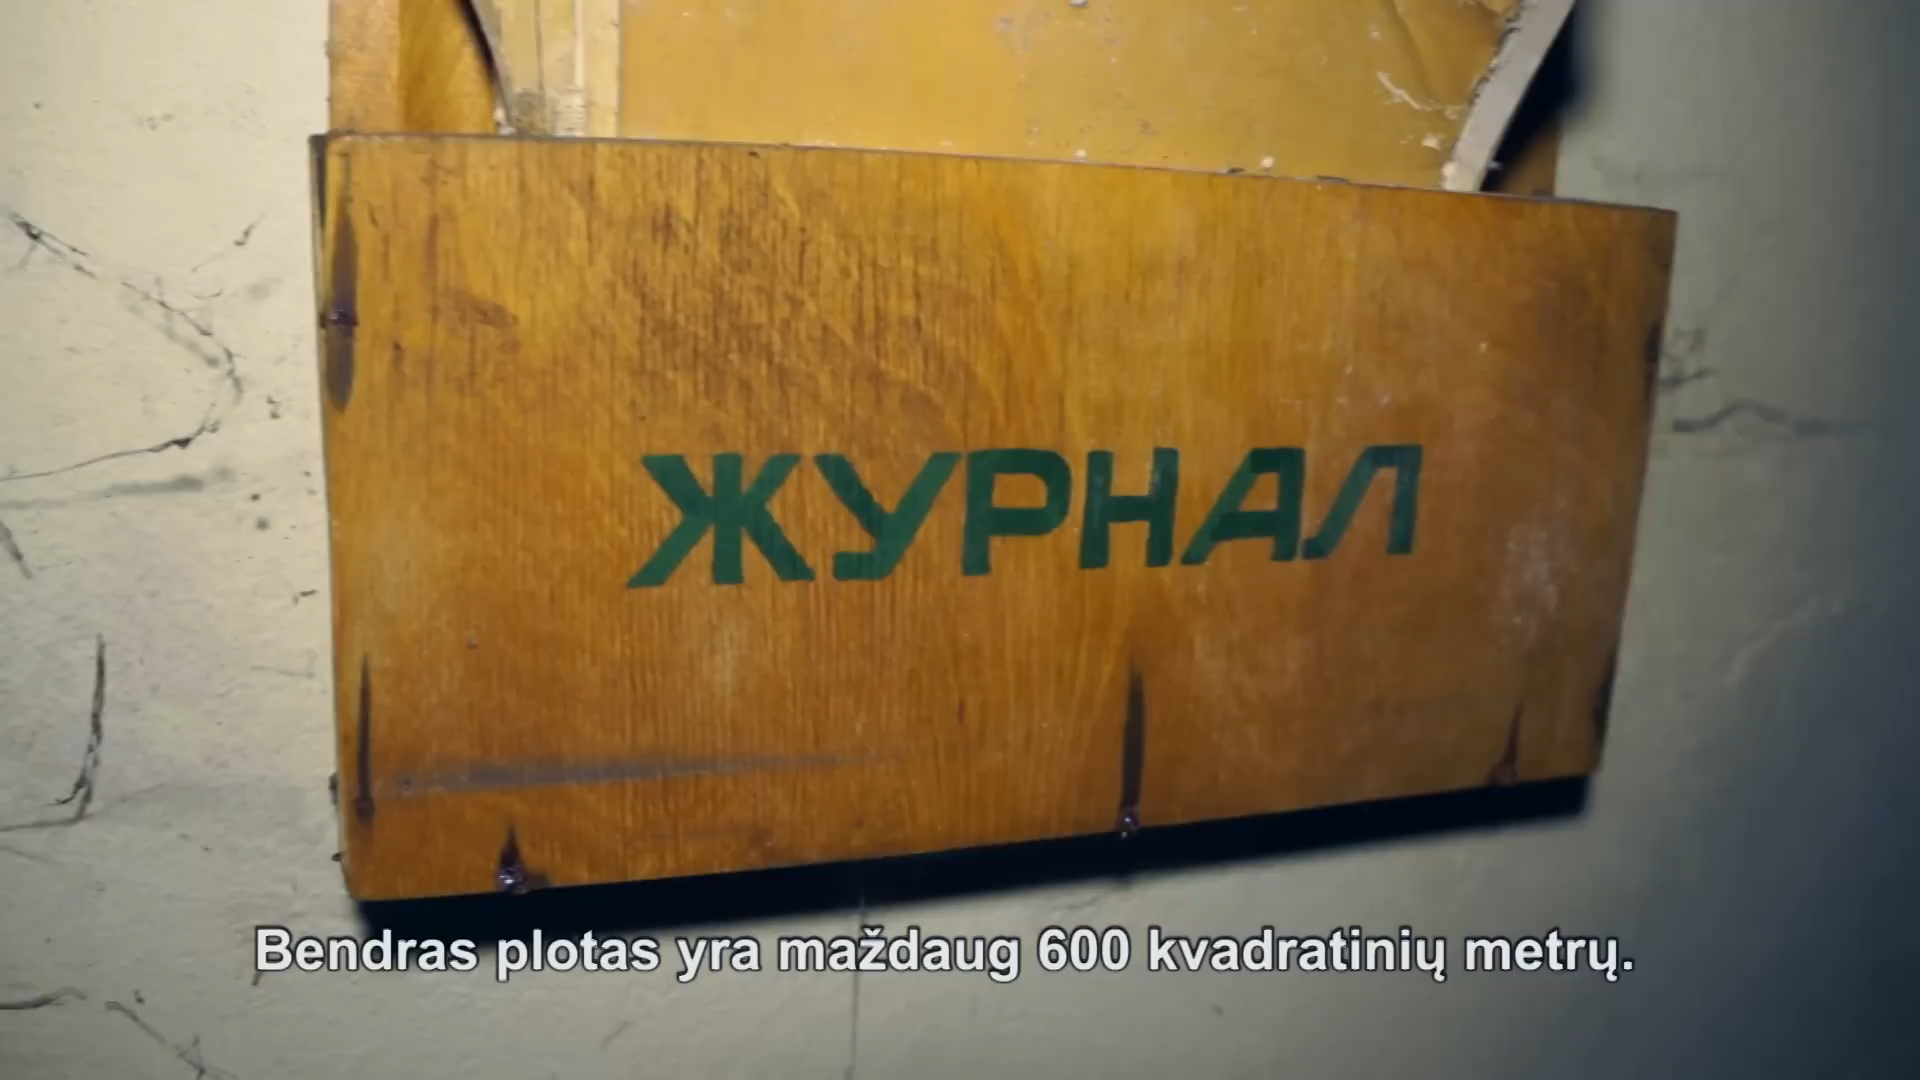 ЖУРНАЛ
Bendras plotas yra maždaug 600 kvadratinių metrų.